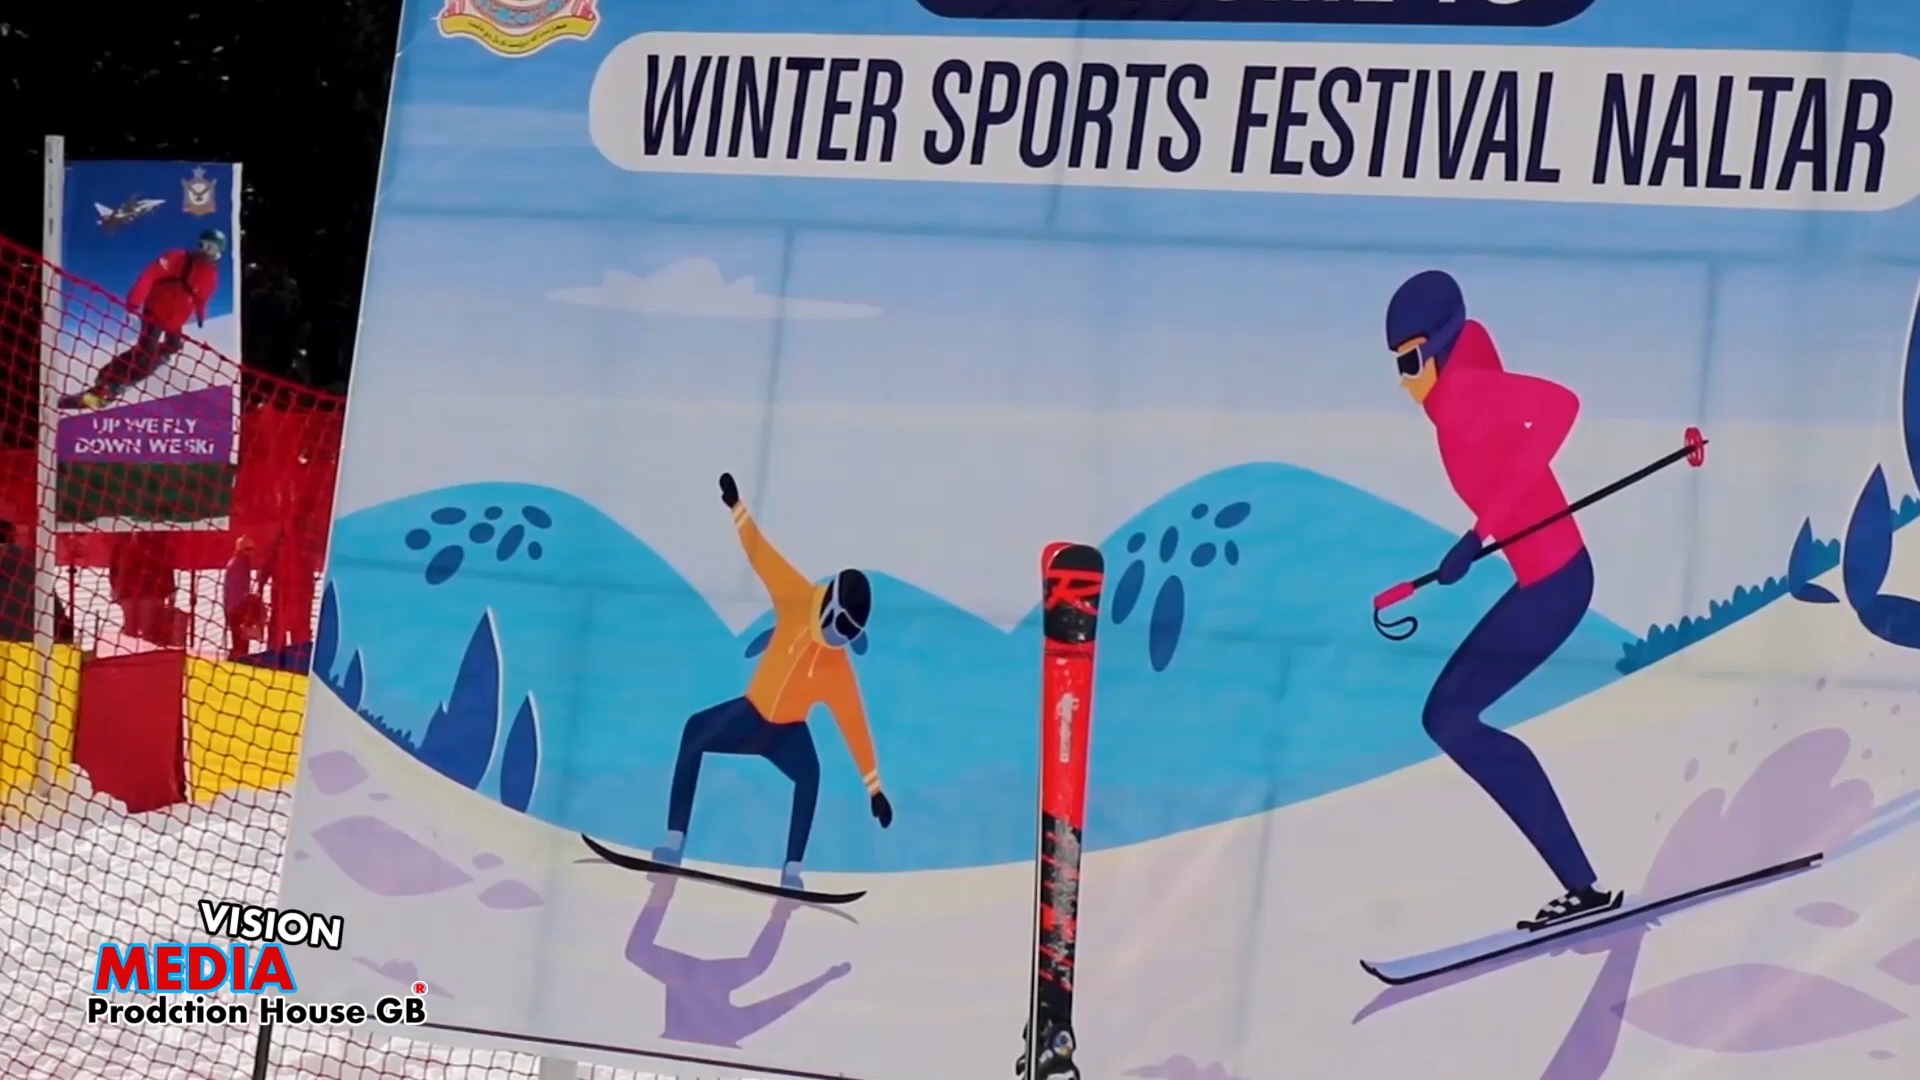 WINTER SPORTS FESTIVAL NALTAR
UP WE FLY
DOWN WE SKI
VISION
MEDIA
Prodction House GB